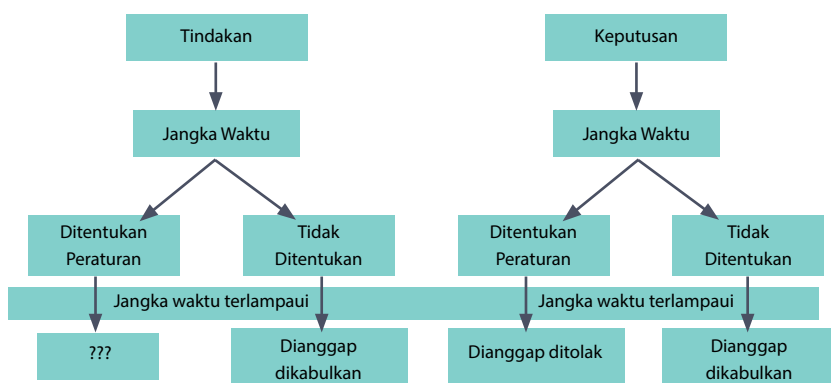 Tindakan
Keputusan
Jangka Waktu
Jangka Waktu
Ditentukan
Peraturan
Tidak
Ditentukan
Ditentukan
Peraturan
Tidak
Ditentukan
Jangka waktu terlampaui
Jangka waktu terlampaui
???
Dianggap
dikabulkan
Dianggap ditolak
Dianggap
dikabulkan